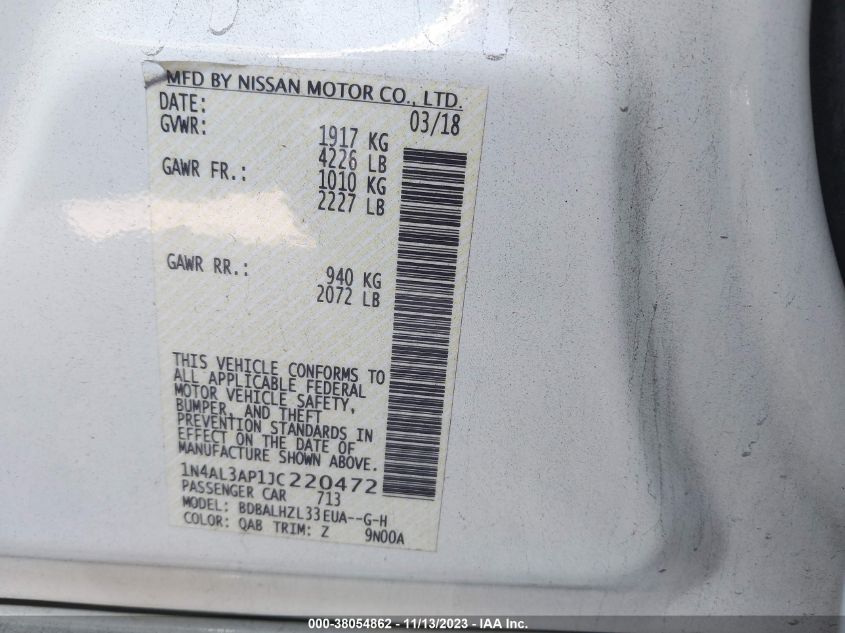 MFD BY NISSAN MOTOR CO., LTD.
DATE: 03/18
GVWR: 1917 KG
4226 LB
GAWR FR.: 1010 KG
2227 LB
GAWR RR.: 940 KG
2072 LB
THIS VEHICLE CONFORMS TO
ALL APPLICABLE FEDERAL
MOTOR VEHICLE SAFETY,
BUMPER, AND THEFT
PREVENTION STANDARDS IN
EFFECT ON THE DATE OF
MANUFACTURE SHOWN ABOVE.
1N4AL3AP1JC220472
PASSENGER CAR 713
MODEL: BDBALHZL33EUA--G-H
COLOR: QAB TRIM: Z 9N00A
000-38054862 - 11/13/2023 - IAA Inc.